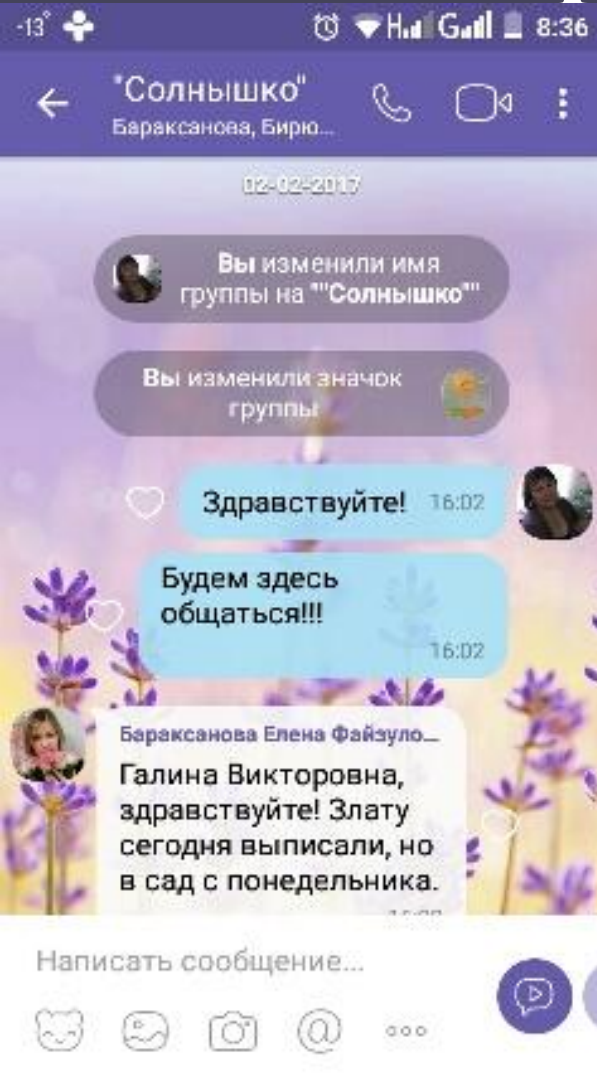 -13°
H
G
8:36
"Солнышко"
Бараксанова, Бирю...
02-02-2017
Вы изменили имя
группы на ""Солнышко""
Вы изменили значок
группы
Здравствуйте! 16:02
Будем здесь
общаться!!!
16:02
Бараксанова Елена Файзуло...
Галина Викторовна,
здравствуйте! Злату
сегодня выписали, но
в сад с понедельника.
Написать сообщение...